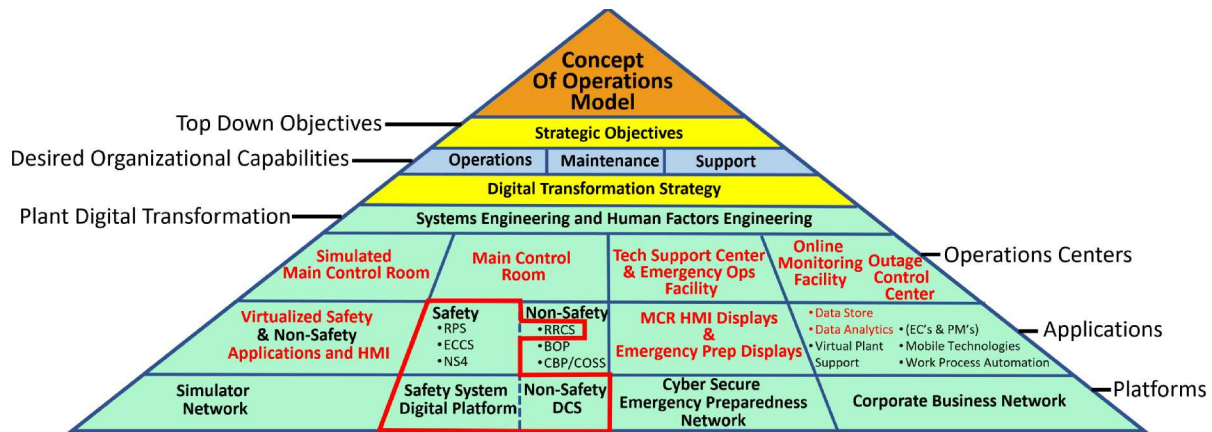 Concept
Of Operations
Model
Top Down Objectives
Strategic Objectives
Desired Organizational Capabilities
Operations
Maintenance
Support
Digital Transformation Strategy
Plant Digital Transformation
Systems Engineering and Human Factors Engineering
Simulated
Main Control Room
Main Control
Room
Tech Support Center
& Emergency Ops
Facility
Online
Monitoring
Facility
Outage
Control
Center
Operations Centers
Virtualized Safety
& Non-Safety
Applications and HMI
Safety
•RPS
•ECCS
•NS4
Non-Safety
•RRCS
•BOP
•CBP/COSS
MCR HMI Displays
&
Emergency Prep Displays
•Data Store
•Data Analytics
•Virtual Plant
Support
•(EC's & PM's)
•Mobile Technologies
•Work Process Automation
Applications
Simulator
Network
Safety System
Digital Platform
Non-Safety
DCS
Cyber Secure
Emergency Preparedness
Network
Corporate Business Network
Platforms